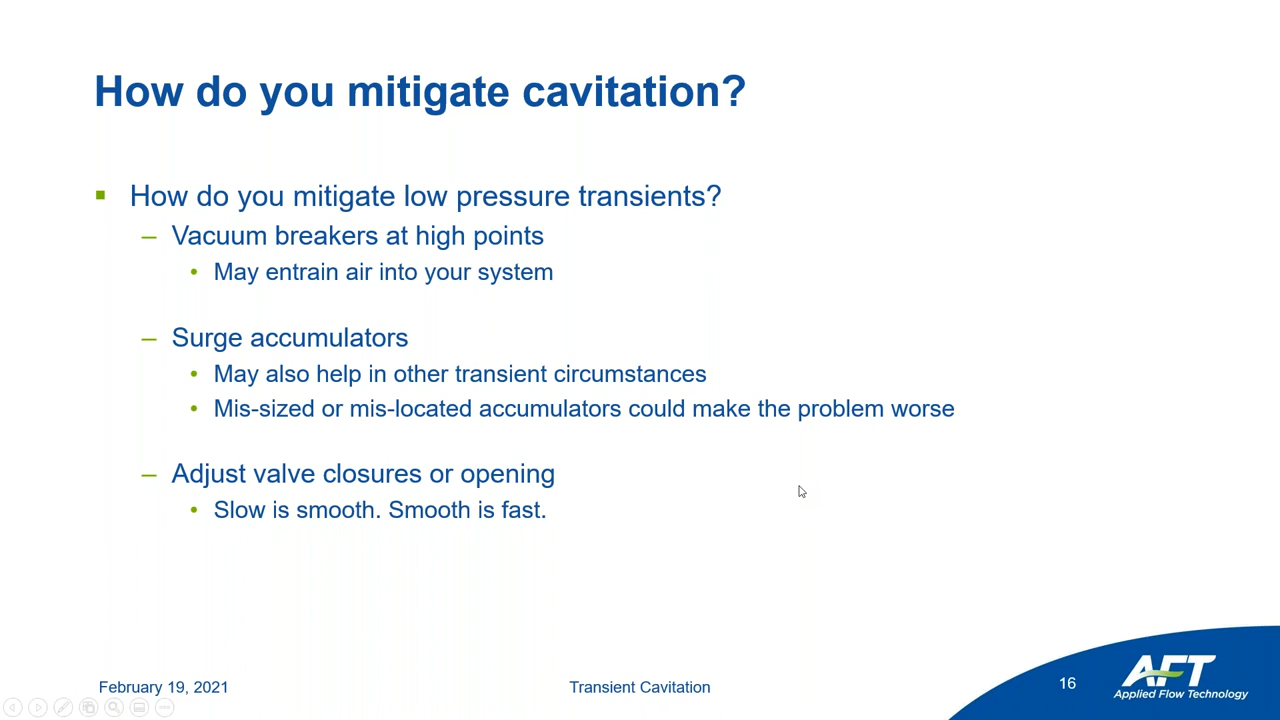 How do you mitigate cavitation?
▪ How do you mitigate low pressure transients?
– Vacuum breakers at high points
• May entrain air into your system
– Surge accumulators
• May also help in other transient circumstances
• Mis-sized or mis-located accumulators could make the problem worse
– Adjust valve closures or opening
• Slow is smooth. Smooth is fast.
February 19, 2021
Transient Cavitation
16
AFT
Applied Flow Technology